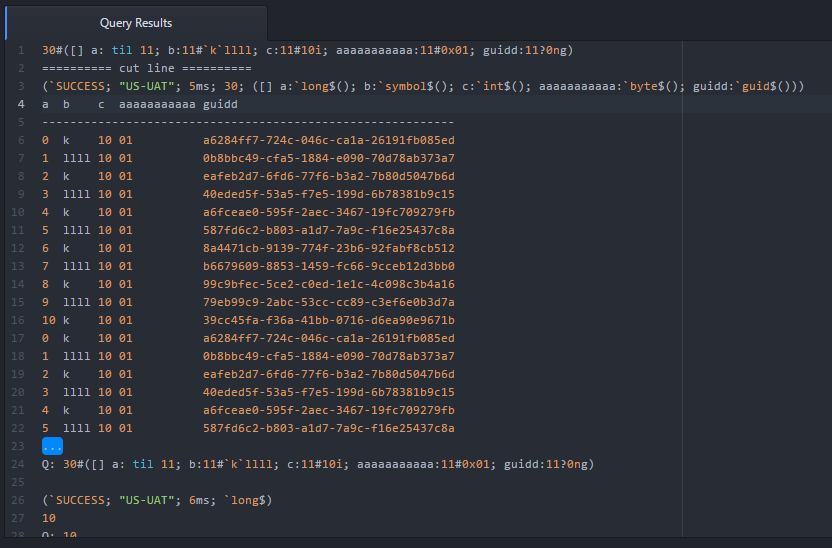 Query Results
1 30#([] a: til 11; b:11#`k`llll; c:11#10i; aaaaaaaaaaa:11#0x01; guidd:11?0ng)
2 ========== cut line ==========
3 (`SUCCESS; "US-UAT"; 5ms; 30; ([] a:`long$(); b:`symbol$(); c:`int$(); aaaaaaaaaaa:`byte$(); guidd:`guid$()))
4 a  b    c  aaaaaaaaaaa guidd
5 -----------------------------------------------------------
6 0  k    10 01          a6284ff7-724c-046c-ca1a-26191fb085ed
7 1  llll 10 01          0b8bbc49-cfa5-1884-e090-70d78ab373a7
8 2  k    10 01          eafeb2d7-6fd6-77f6-b3a2-7b80d5047b6d
9 3  llll 10 01          40eded5f-53a5-f7e5-199d-6b78381b9c15
10 4  k    10 01          a6fceae0-595f-2aec-3467-19fc709279fb
11 5  llll 10 01          587fd6c2-b803-a1d7-7a9c-f16e25437c8a
12 6  k    10 01          8a4471cb-9139-774f-23b6-92fabf8cb512
13 7  llll 10 01          b6679609-8853-1459-fc66-9cceb12d3bb0
14 8  k    10 01          99c9bfec-5ce2-c0ed-1e1c-4c098c3b4a16
15 9  llll 10 01          79eb99c9-2abc-53cc-cc89-c3ef6e0b3d7a
16 10 k    10 01          39cc45fa-f36a-41bb-0716-d6ea90e9671b
17 0  k    10 01          a6284ff7-724c-046c-ca1a-26191fb085ed
18 1  llll 10 01          0b8bbc49-cfa5-1884-e090-70d78ab373a7
19 2  k    10 01          eafeb2d7-6fd6-77f6-b3a2-7b80d5047b6d
20 3  llll 10 01          40eded5f-53a5-f7e5-199d-6b78381b9c15
21 4  k    10 01          a6fceae0-595f-2aec-3467-19fc709279fb
22 5  llll 10 01          587fd6c2-b803-a1d7-7a9c-f16e25437c8a
23 ...
24 Q: 30#([] a: til 11; b:11#`k`llll; c:11#10i; aaaaaaaaaaa:11#0x01; guidd:11?0ng)
25
26 (`SUCCESS; "US-UAT"; 6ms; `long$)
27 10
28 Q: 10